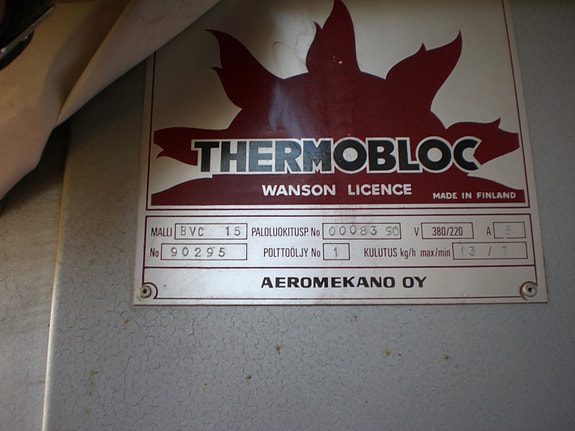 THERMOBLOC
WANSON LICENCE
MADE IN FINLAND
MALLI BVC 15 PALOLUOKITUSP. No 00083 90 V 380/220 A
No 90295 POLTTOÖLJY No 1 KULUTUS kg/h max/min 13 /
AEROMEKANO OY